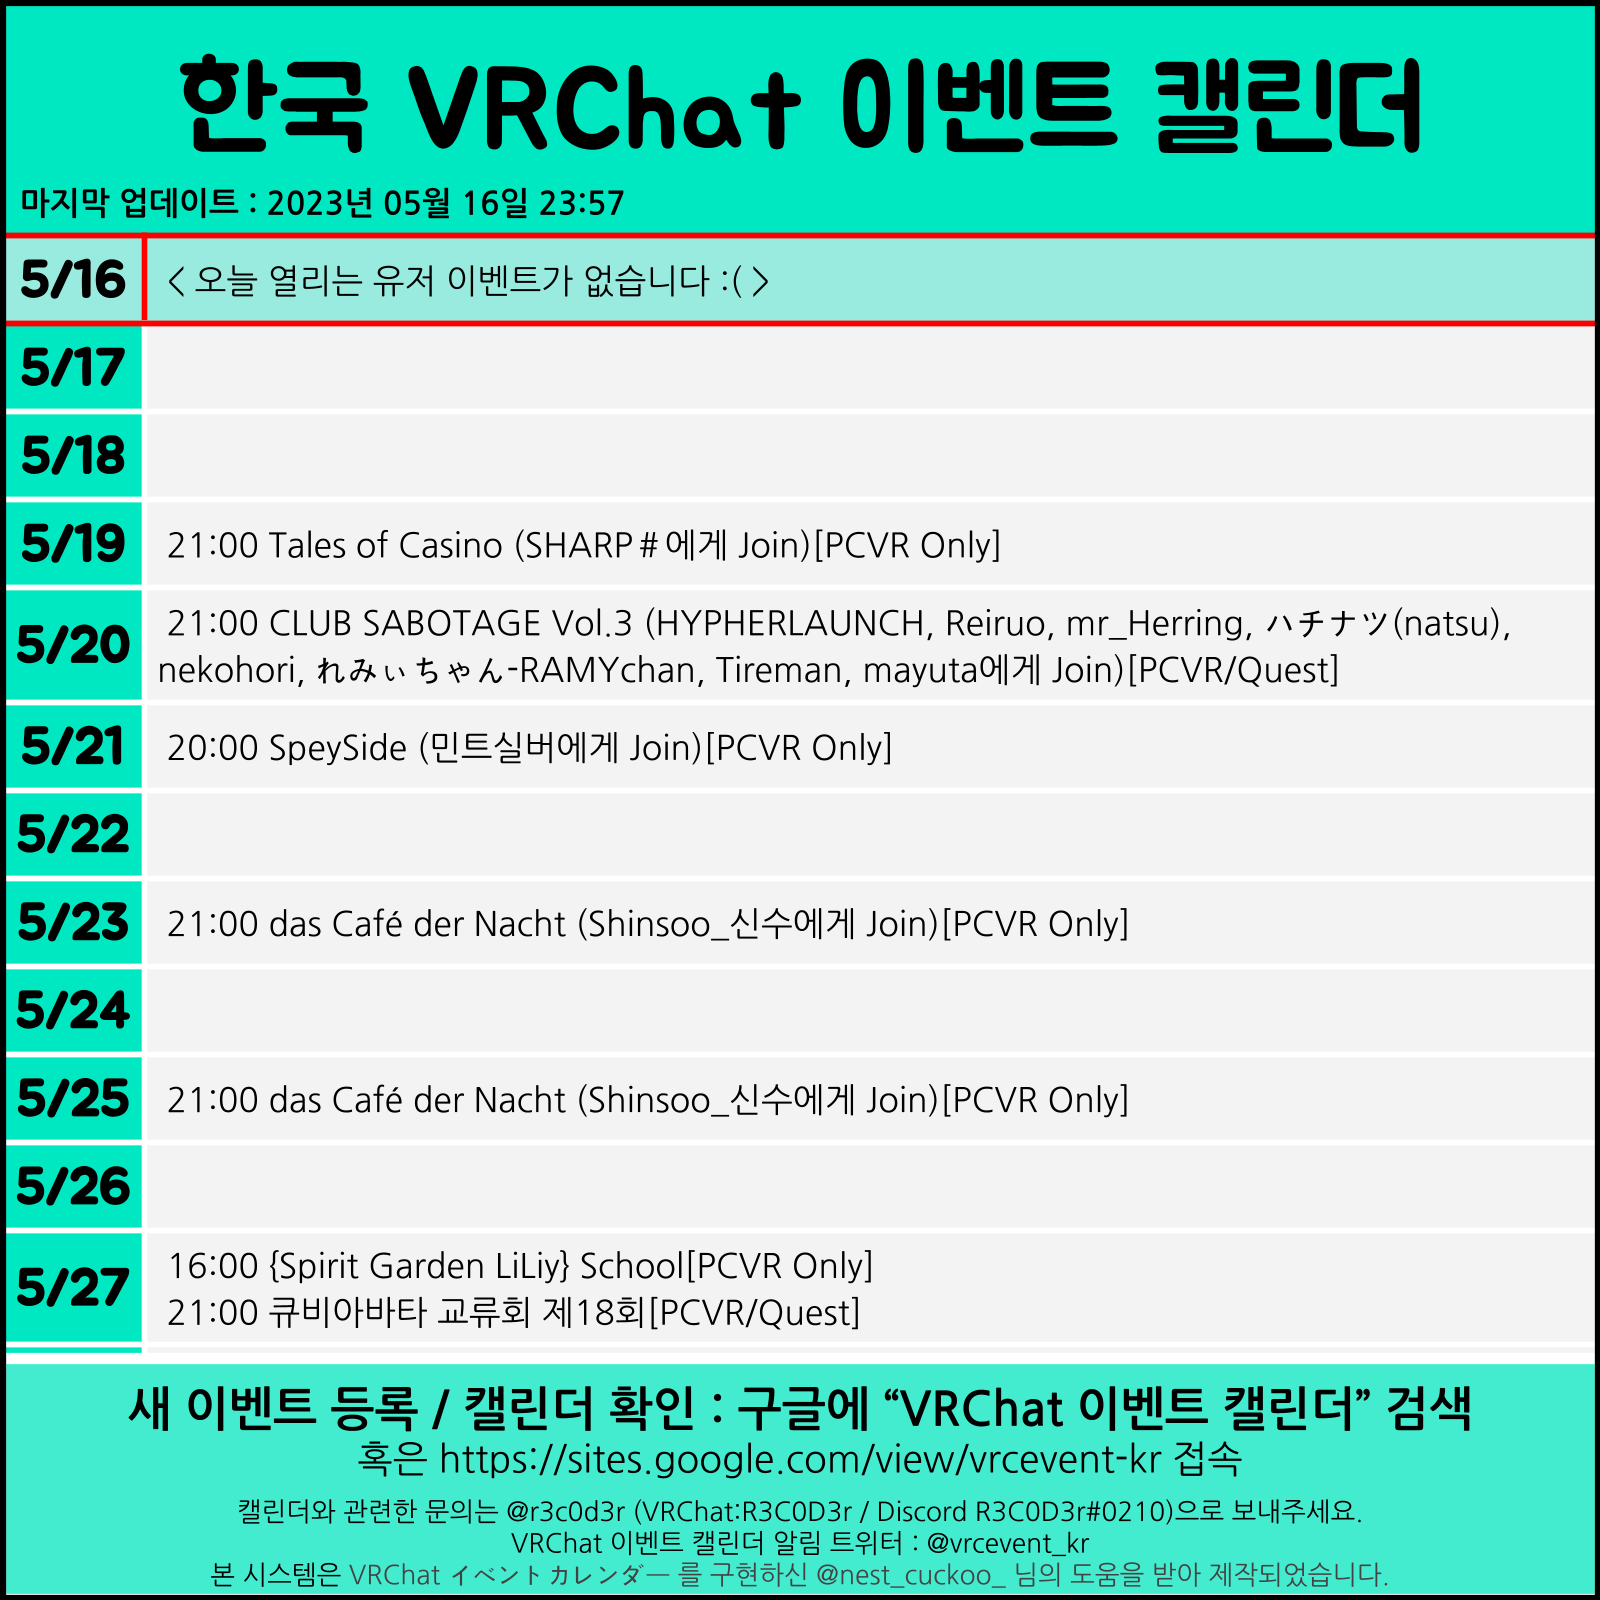 한국 VRChat 이벤트 캘린더
마지막 업데이트 : 2023년 05월 16일 23:57
5/16 < 오늘 열리는 유저 이벤트가 없습니다 :( >
5/17
5/18
5/19 21:00 Tales of Casino (SHARP#에게 Join)[PCVR Only]
5/20 21:00 CLUB SABOTAGE Vol.3 (HYPHERLAUNCH, Reiruo, mr_Herring, ハチナツ(natsu),
nekohori, れみぃちゃん-RAMYchan, Tireman, mayuta에게 Join)[PCVR/Quest]
5/21 20:00 SpeySide (민트실버에게 Join)[PCVR Only]
5/22
5/23 21:00 das Café der Nacht (Shinsoo_신수에게 Join)[PCVR Only]
5/24
5/25 21:00 das Café der Nacht (Shinsoo_신수에게 Join)[PCVR Only]
5/26
5/27 16:00 {Spirit Garden LiLiy} School[PCVR Only]
21:00 큐비아바타 교류회 제18회[PCVR/Quest]
새 이벤트 등록 / 캘린더 확인 : 구글에 “VRChat 이벤트 캘린더” 검색
혹은 https://sites.google.com/view/vrcevent-kr 접속
캘린더와 관련한 문의는 @r3c0d3r (VRChat:R3C0D3r / Discord R3C0D3r#0210)으로 보내주세요.
VRChat 이벤트 캘린더 알림 트위터 : @vrcevent_kr
본 시스템은 VRChat イベントカレンダー 를 구현하신 @nest_cuckoo_ 님의 도움을 받아 제작되었습니다.